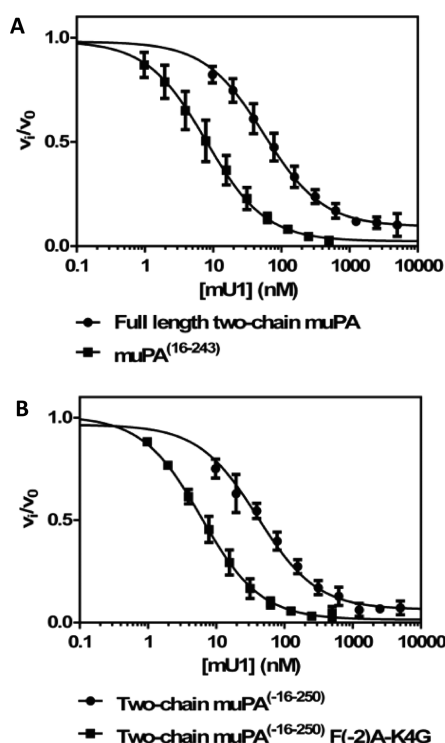 A
vi/v0
1.0
0.5
0.0
0.1 1 10 100 1000 10000
[mU1] (nM)
Full length two-chain muPA
muPA(16-243)
B
vi/v0
1.0
0.5
0.0
0.1 1 10 100 1000 10000
[mU1] (nM)
Two-chain muPA(-16-250)
Two-chain muPA(-16-250) F(-2)A-K4G